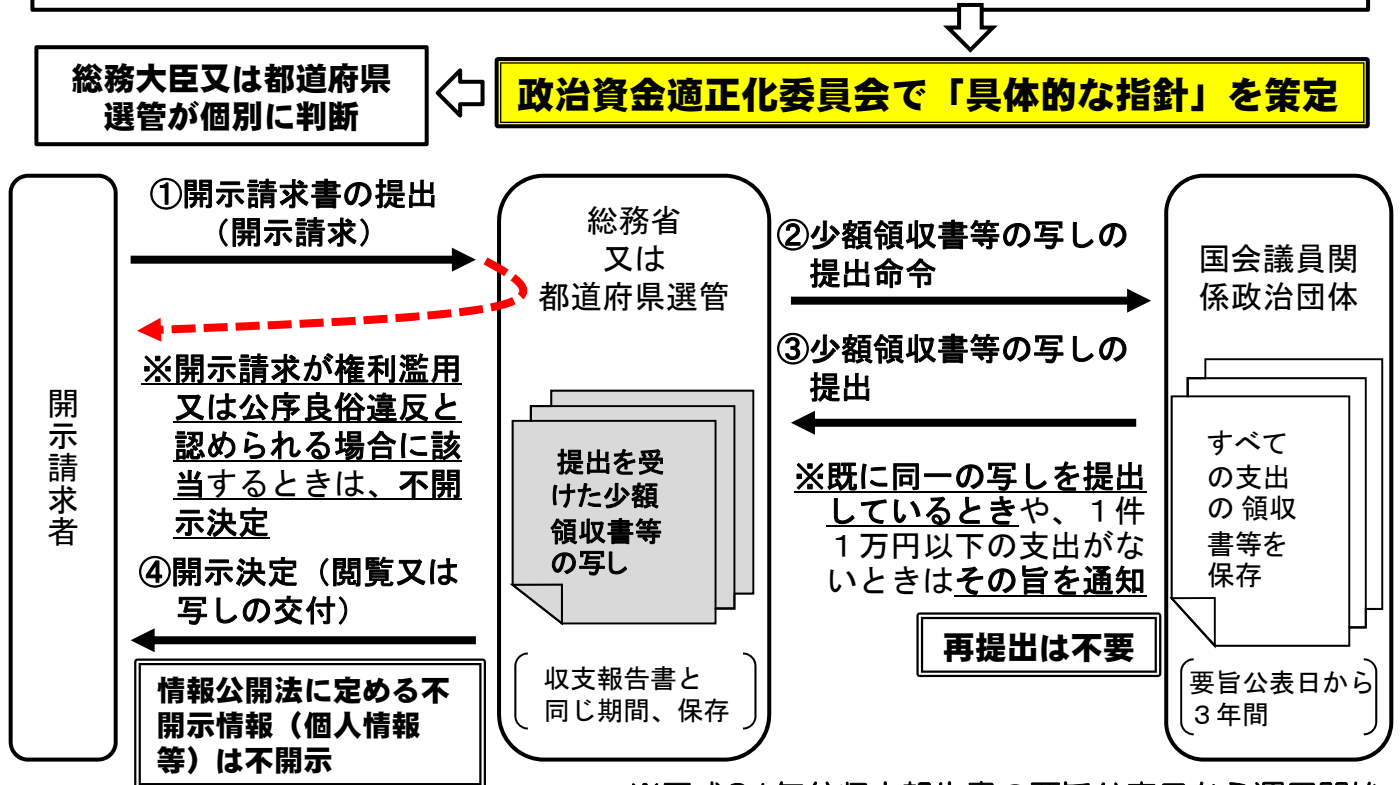 総務大臣又は都道府県
選管が個別に判断
政治資金適正化委員会で「具体的な指針」を策定
開示請求者
①開示請求書の提出
（開示請求）
※開示請求が権利濫用
又は公序良俗違反と
認められる場合に該
当するときは、不開
示決定
④開示決定（閲覧又は
写しの交付）
情報公開法に定める不
開示情報（個人情報
等）は不開示
総務省
又は
都道府県選管
提出を受
けた少額
領収書等
の写し
収支報告書と
同じ期間、保存
②少額領収書等の写しの
提出命令
③少額領収書等の写しの
提出
※既に同一の写しを提出
しているときや、１件
１万円以下の支出がな
いときはその旨を通知
再提出は不要
国会議員関
係政治団体
すべて
の支出
の 領収
書等を
保存
要旨公表日から
３年間